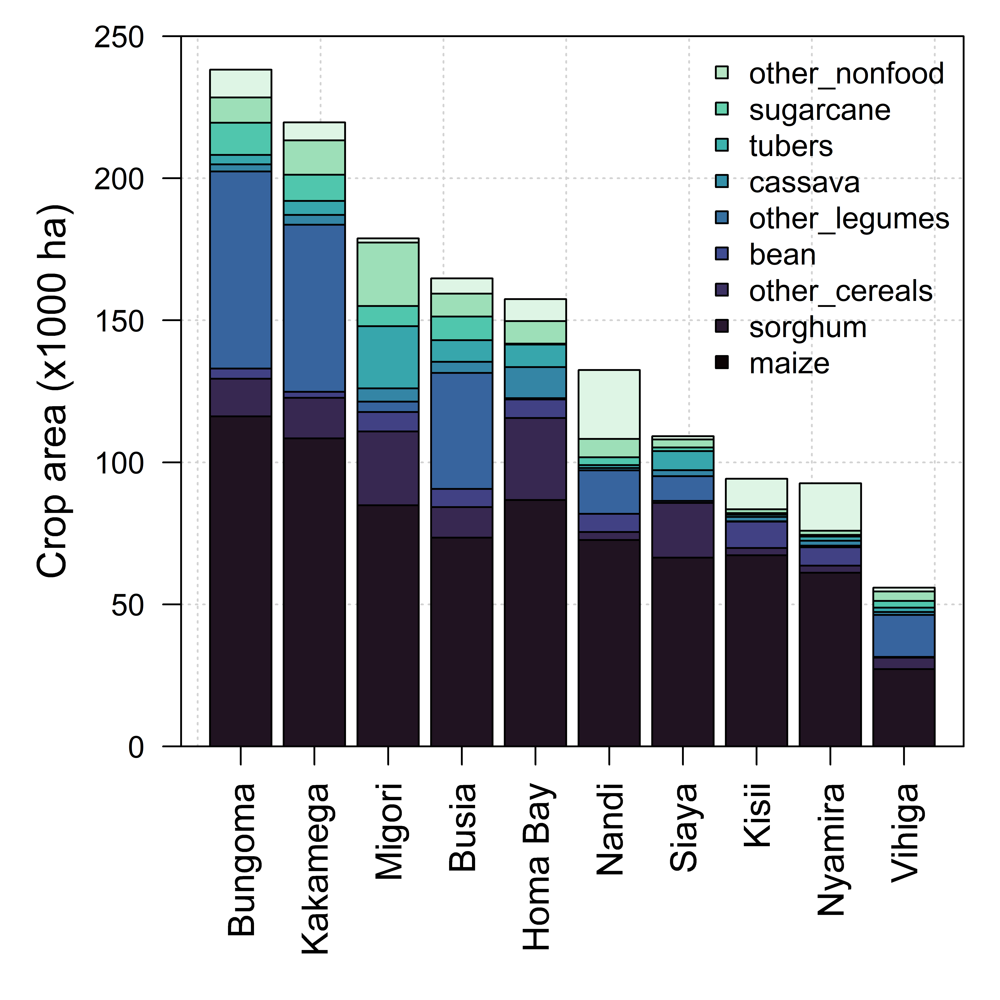 250
200
150
100
50
0
Crop area (x1000 ha)
other_nonfood
sugarcane
tubers
cassava
other_legumes
bean
other_cereals
sorghum
maize
Bungoma
Kakamega
Migori
Busia
Homa Bay
Nandi
Siaya
Kisii
Nyamira
Vihiga